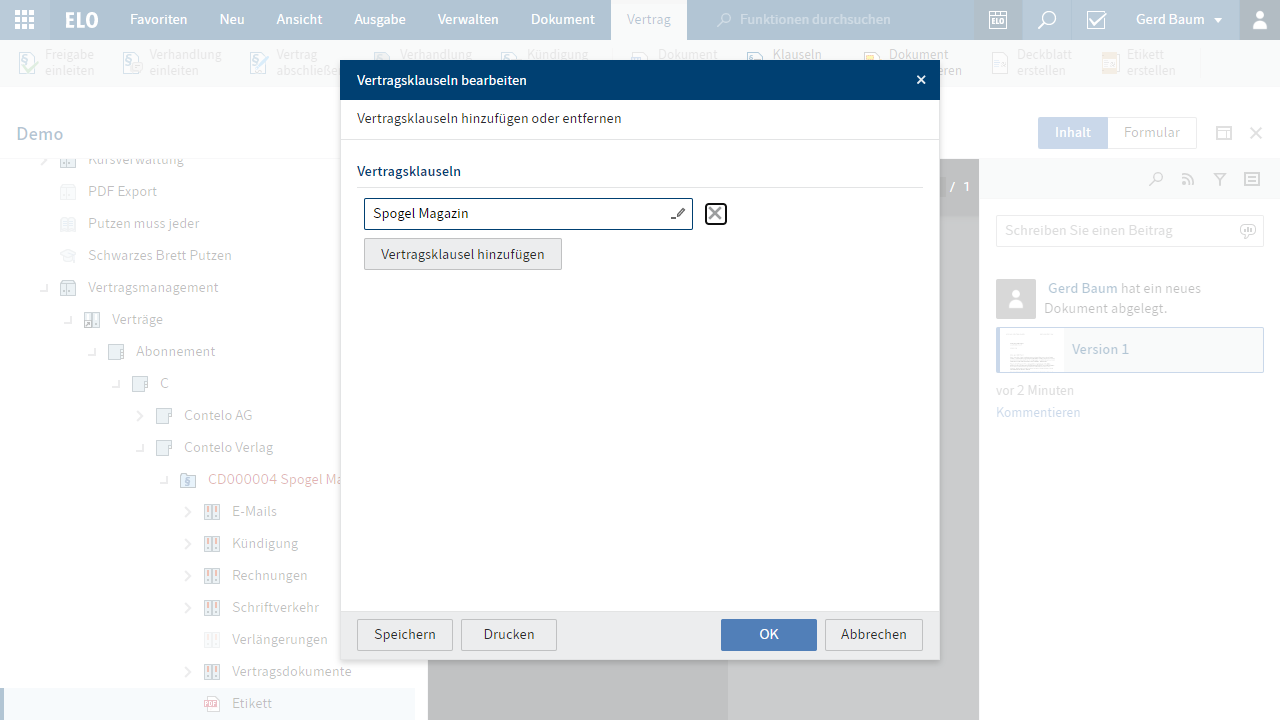 ELO Favoriten Neu Ansicht Ausgabe Verwalten Dokument Vertrag Funktionen durchsuchen ELO Gerd Baum
Freigabe einleiten
Verhandlung einleiten
Vertrag
Verhandlung
Kündigung
Dokument
Klauseln
Dokument
Deckblatt erstellen
Etikett erstellen
Demo
Inhalt Formular
Vertragsklauseln bearbeiten
Vertragsklauseln hinzufügen oder entfernen
Vertragsklauseln
Spogel Magazin
Vertragsklausel hinzufügen
Speichern Drucken OK Abbrechen
Kursverwaltung
PDF Export
Putzen muss jeder
Schwarzes Brett Putzen
Vertragsmanagement
Verträge
Abonnement
C
Contelo AG
Contelo Verlag
CD000004 Spogel
E-Mails
Kündigung
Rechnungen
Schriftverkehr
Verlängerungen
Vertragsdokumente
Etikett
/ 1
Schreiben Sie einen Beitrag
Gerd Baum hat ein neues
Dokument abgelegt.
Version 1
vor 2 Minuten
Kommentieren